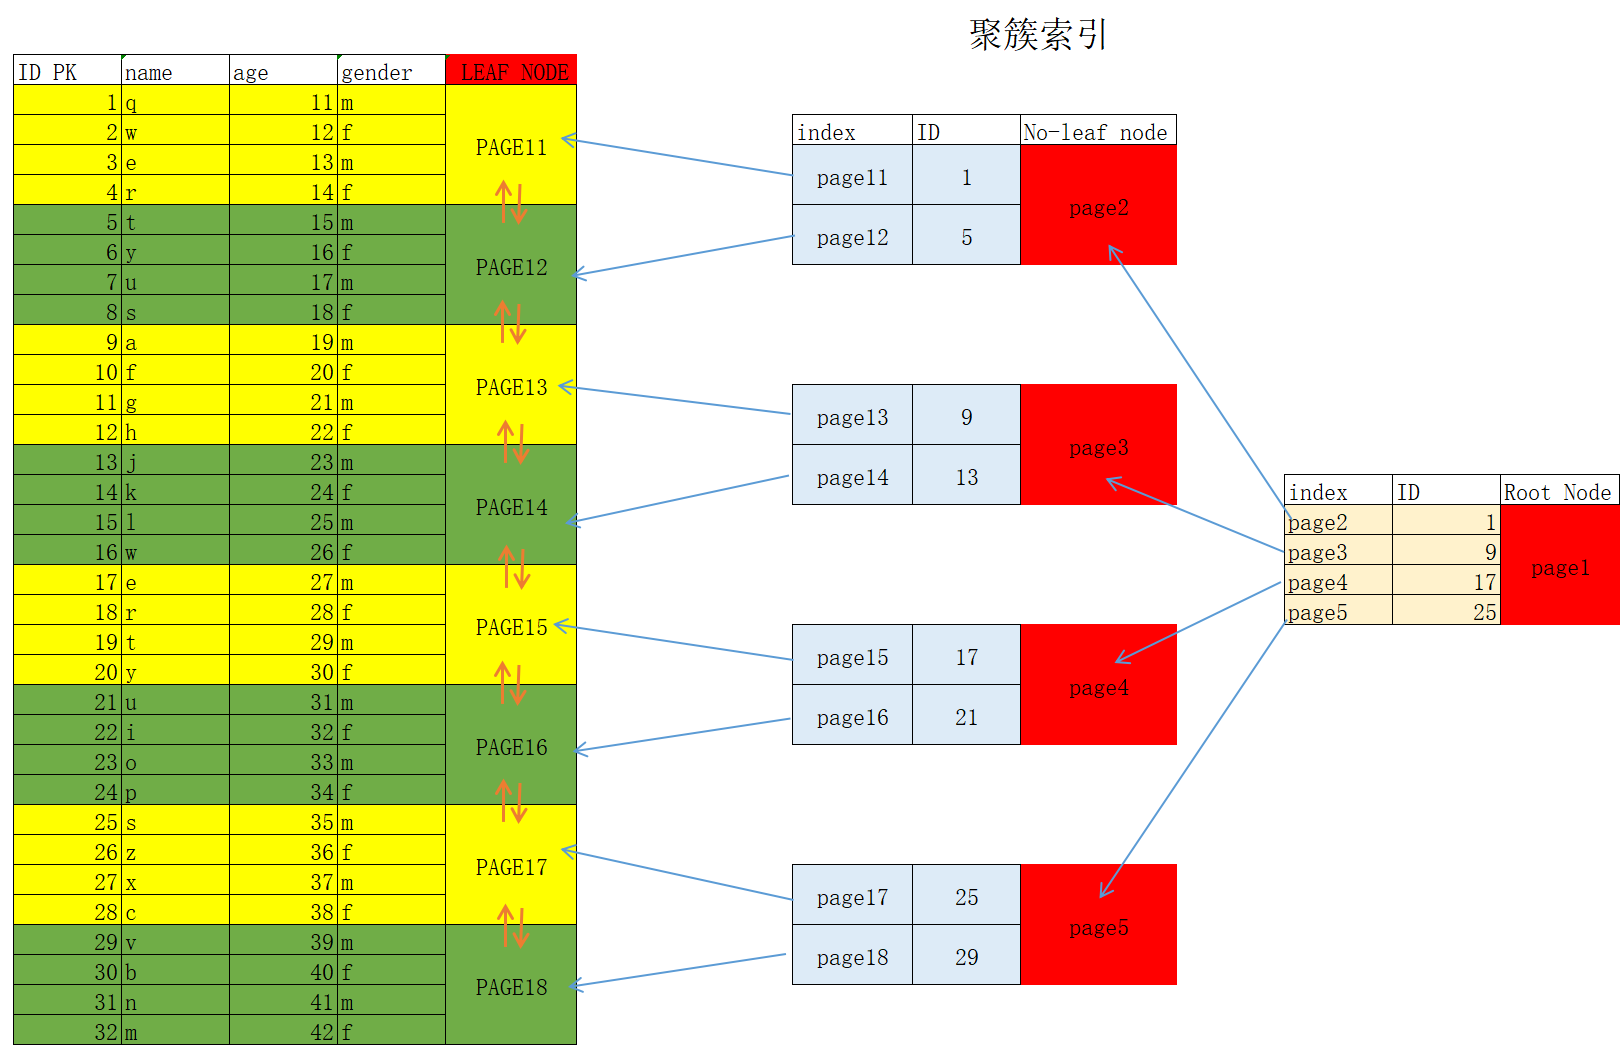 聚簇索引
ID PK name age gender LEAF NODE
1 q 11 m
2 w 12 f
3 e 13 m
4 r 14 f
PAGE11
5 t 15 m
6 y 16 f
7 u 17 m
8 s 18 f
PAGE12
9 a 19 m
10 f 20 f
11 g 21 m
12 h 22 f
PAGE13
13 j 23 m
14 k 24 f
15 l 25 m
16 w 26 f
PAGE14
17 e 27 m
18 r 28 f
19 t 29 m
20 y 30 f
PAGE15
21 u 31 m
22 i 32 f
23 o 33 m
24 p 34 f
PAGE16
25 s 35 m
26 z 36 f
27 x 37 m
28 c 38 f
PAGE17
29 v 39 m
30 b 40 f
31 n 41 m
32 m 42 f
PAGE18
index ID No-leaf node
page11 1
page12 5
page2
page13 9
page14 13
page3
page15 17
page16 21
page4
page17 25
page18 29
page5
index ID Root Node
page2 1
page3 9
page4 17
page5 25
page1